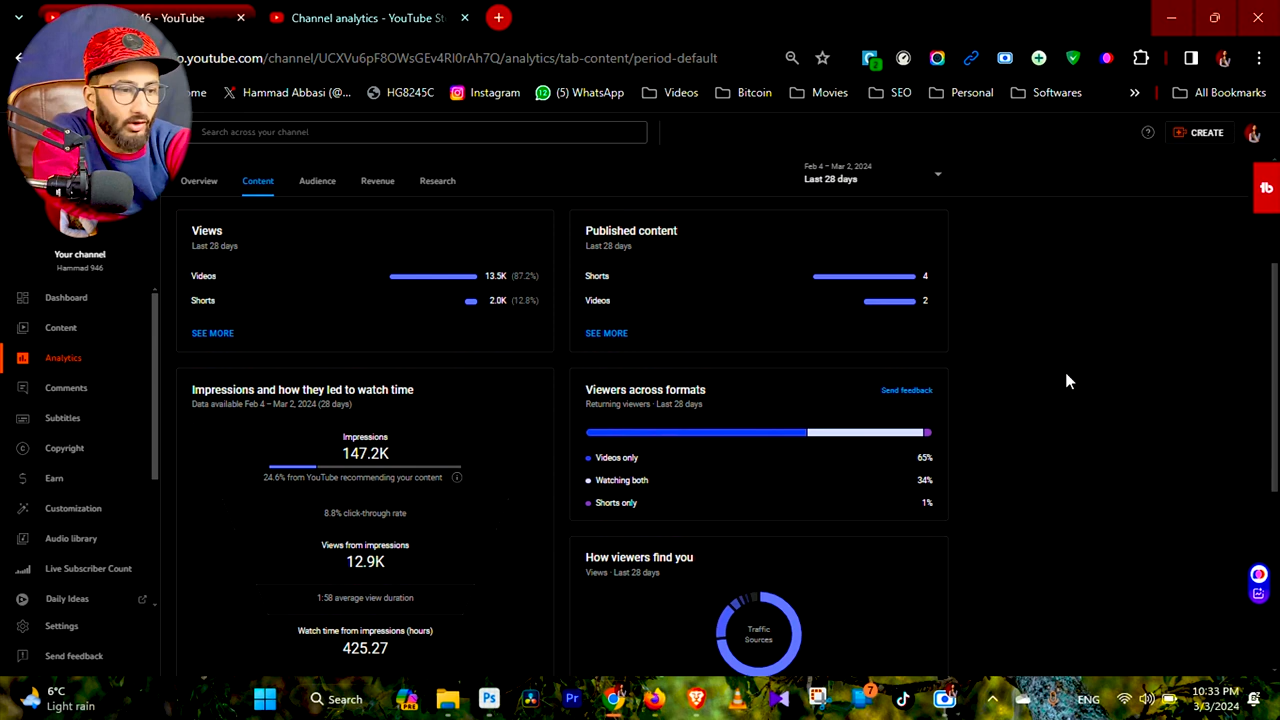 946 - YouTube
Channel analytics - YouTube St
o.youtube.com/channel/UCXVu6pF8OWsGEv4RI0rAh7Q/analytics/tab-content/period-default
2
ome
Hammad Abbasi (@...
HG8245C
Instagram
(5) WhatsApp
Videos
Bitcoin
Movies
SEO
Personal
Softwares
All Bookmarks
Search across your channel
CREATE
Overview
Content
Audience
Revenue
Research
Feb 4 – Mar 2, 2024
Last 28 days
Your channel
Hammad 946
Dashboard
Content
Analytics
Comments
Subtitles
Copyright
Earn
Customization
Audio library
Live Subscriber Count
Daily Ideas
Settings
Send feedback
Views
Last 28 days
Videos 13.5K (87.2%)
Shorts 2.0K (12.8%)
SEE MORE
Published content
Last 28 days
Shorts 4
Videos 2
SEE MORE
Impressions and how they led to watch time
Data available Feb 4 – Mar 2, 2024 (28 days)
Impressions
147.2K
24.6% from YouTube recommending your content
8.8% click-through rate
Views from impressions
12.9K
1:58 average view duration
Watch time from impressions (hours)
425.27
Viewers across formats
Send feedback
Returning viewers · Last 28 days
Videos only 65%
Watching both 34%
Shorts only 1%
How viewers find you
Views · Last 28 days
Traffic
Sources
6°C
Light rain
Search
PRE
Ps
Pr
7
ENG
10:33 PM
3/3/2024